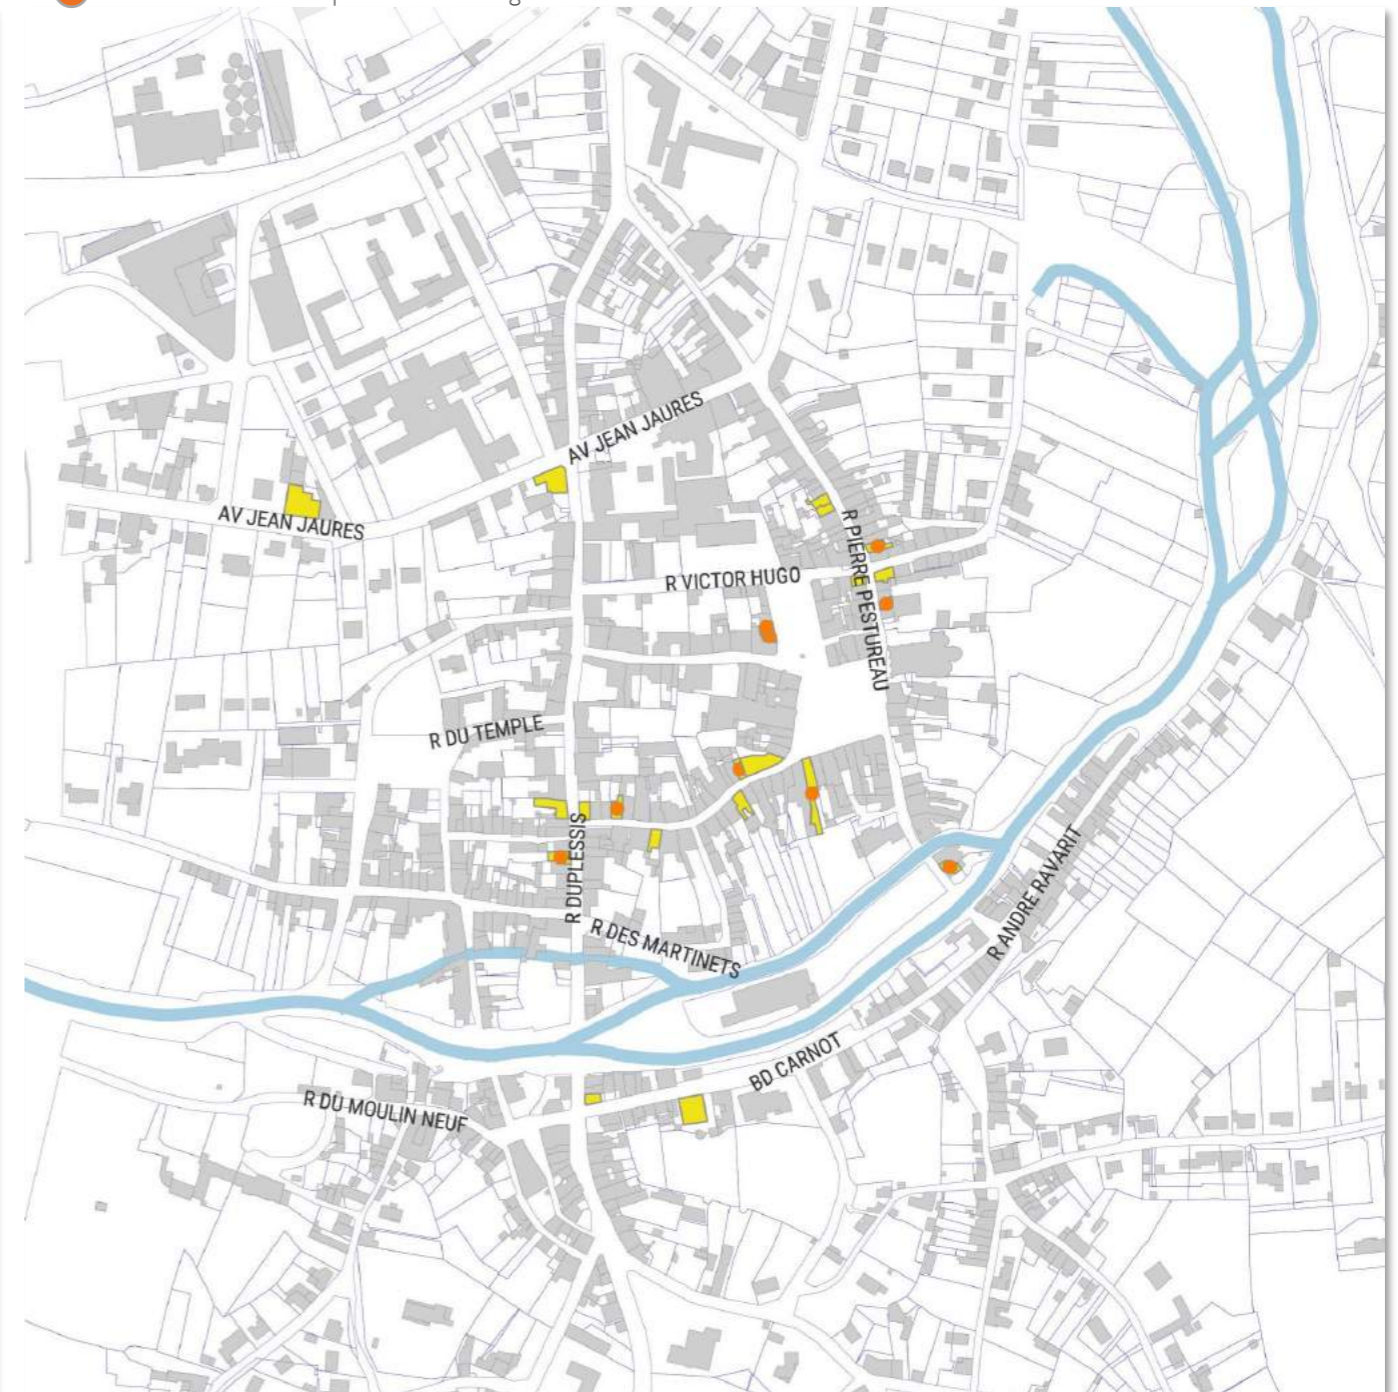 AV JEAN JAURES
AV JEAN JAURES
R PIERRE PESTUREAU
R VICTOR HUGO
R DU TEMPLE
R DUPLESSIS
R DES MARTINETS
R ANDRE RAVARIT
BD CARNOT
R DU MOULIN NEUF